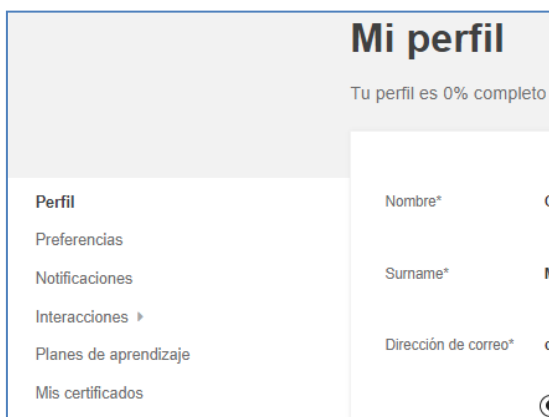 Mi perfil
Tu perfil es 0% completo
Perfil
Preferencias
Notificaciones
Interacciones
Planes de aprendizaje
Mis certificados
Nombre*
Surname*
Dirección de correo*